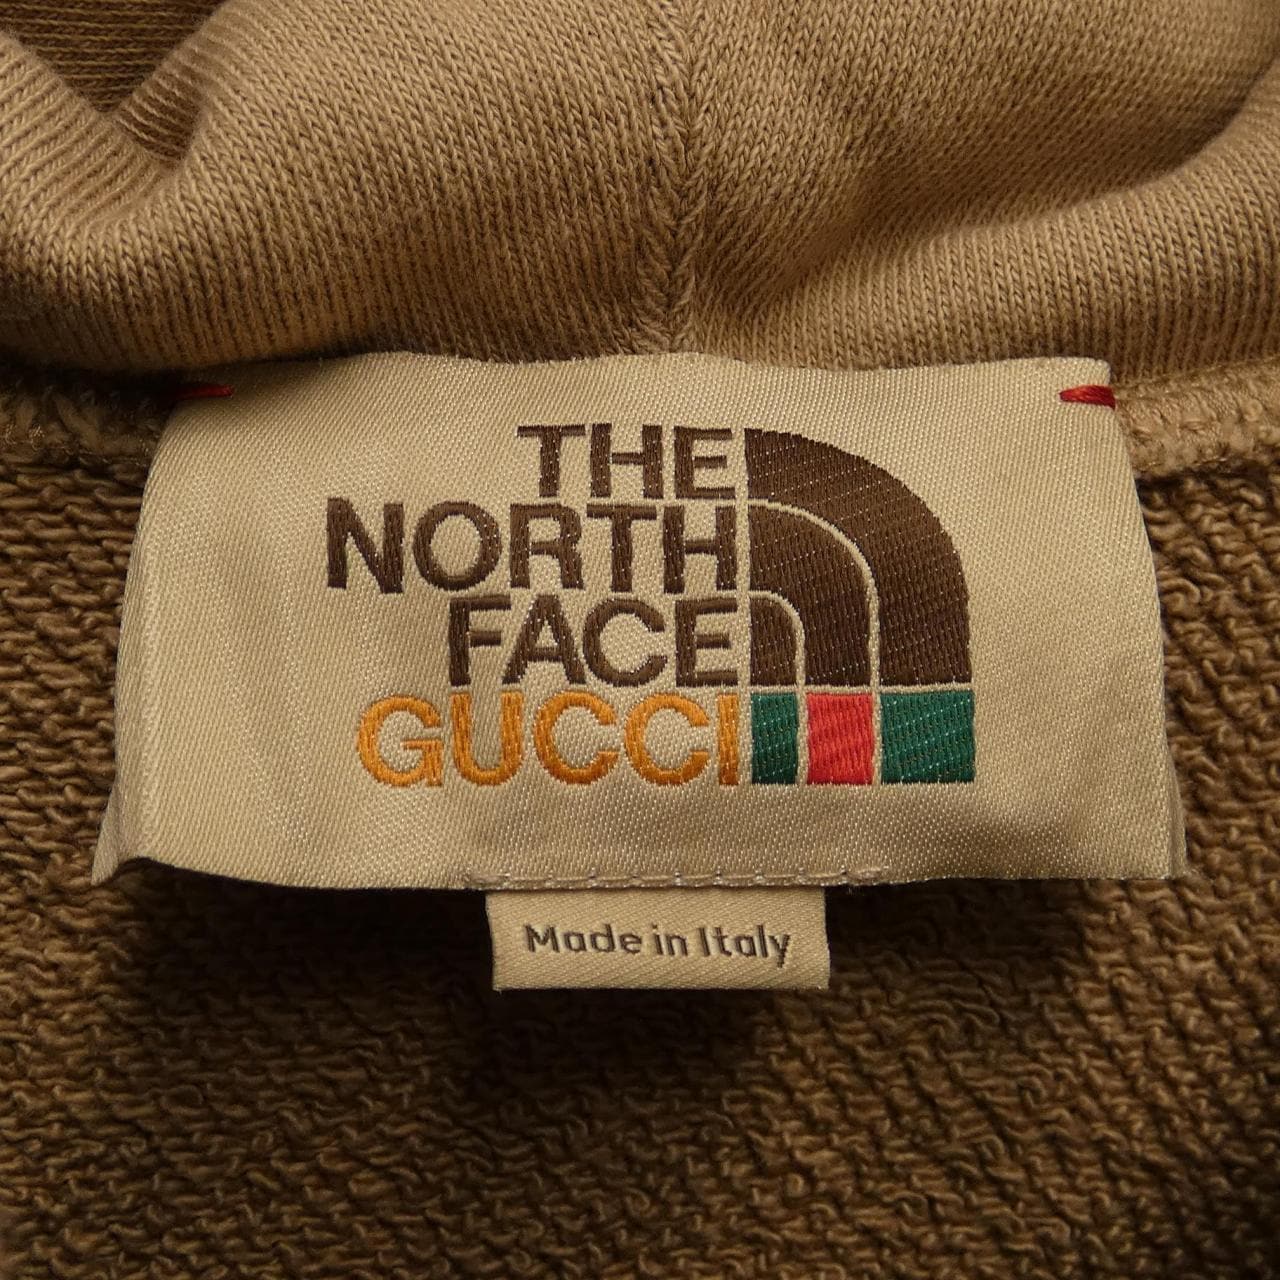 THE
NORTH
FACE
GUCCI
Made in Italy